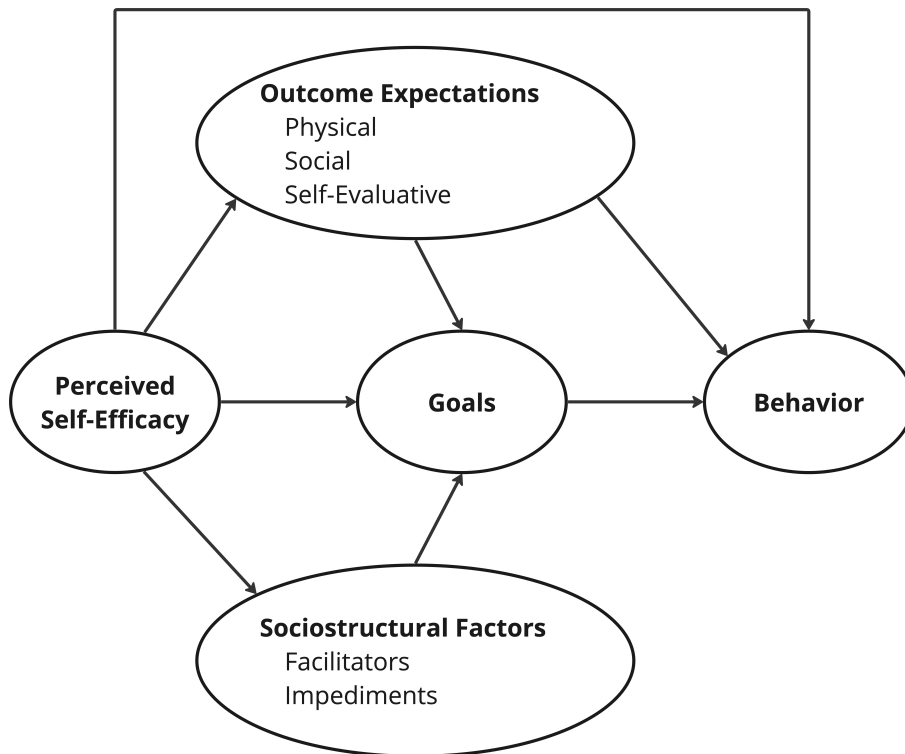 Outcome Expectations
Physical
Social
Self-Evaluative
Perceived
Self-Efficacy
Goals
Behavior
Sociostructural Factors
Facilitators
Impediments